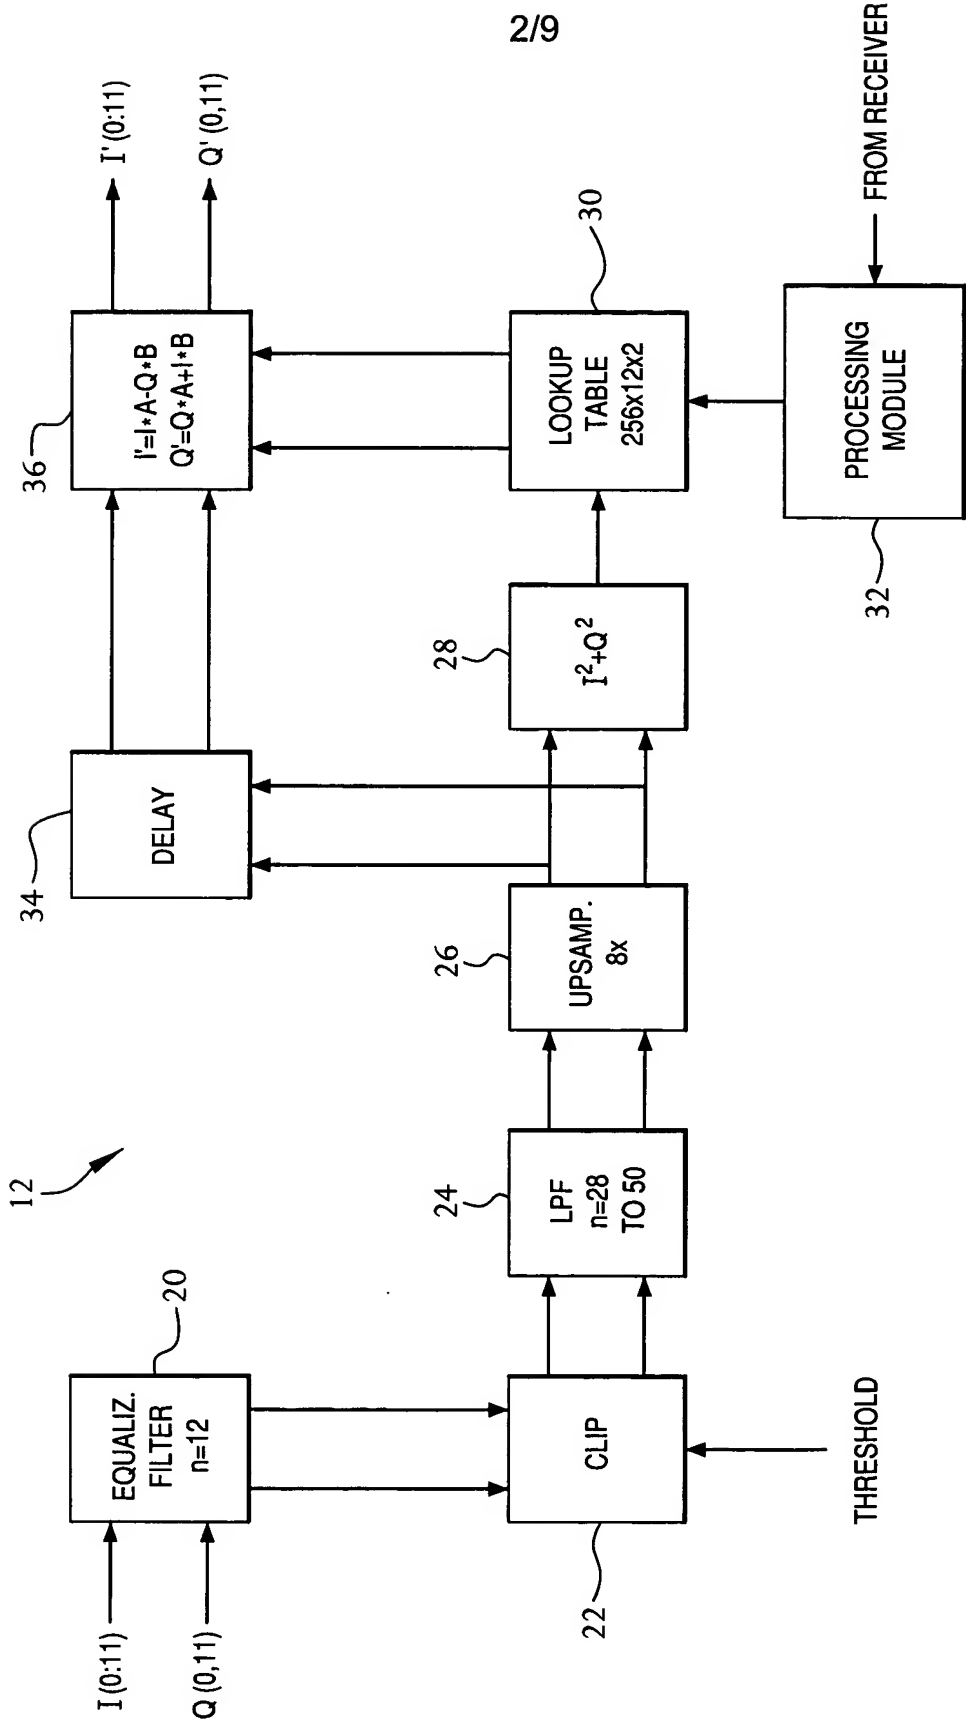 2/9
12
I (0:11)
Q (0,11)
20
EQUALIZ.
FILTER
n=12
22
CLIP
THRESHOLD
24
LPF
n=28
TO 50
26
UPSAMP.
8x
28
I²+Q²
34
DELAY
36
I'=I*A-Q*B
Q'=Q*A+I*B
I' (0:11)
Q' (0,11)
30
LOOKUP
TABLE
256x12x2
32
PROCESSING
MODULE
FROM RECEIVER